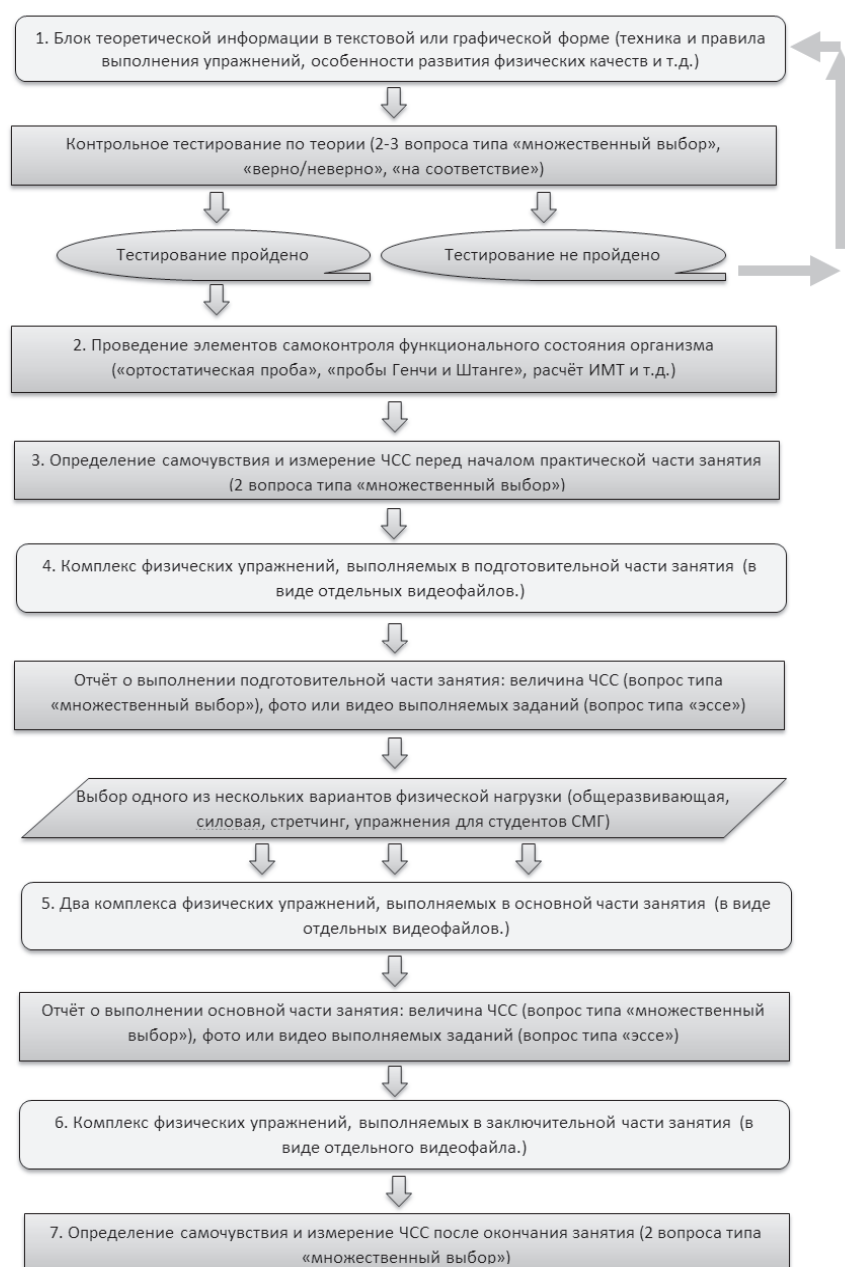 1. Блок теоретической информации в текстовой или графической форме (техника и правила
выполнения упражнений, особенности развития физических качеств и т.д.)
Контрольное тестирование по теории (2-3 вопроса типа «множественный выбор»,
«верно/неверно», «на соответствие»)
Тестирование пройдено
Тестирование не пройдено
2. Проведение элементов самоконтроля функционального состояния организма
(«ортостатическая проба», «пробы Генчи и Штанге», расчёт ИМТ и т.д.)
3. Определение самочувствия и измерение ЧСС перед началом практической части занятия
(2 вопроса типа «множественный выбор»)
4. Комплекс физических упражнений, выполняемых в подготовительной части занятия (в
виде отдельных видеофайлов.)
Отчёт о выполнении подготовительной части занятия: величина ЧСС (вопрос типа
«множественный выбор»), фото или видео выполняемых заданий (вопрос типа «эссе»)
Выбор одного из нескольких вариантов физической нагрузки (общеразвивающая,
силовая, стретчинг, упражнения для студентов СМГ)
5. Два комплекса физических упражнений, выполняемых в основной части занятия (в виде
отдельных видеофайлов.)
Отчёт о выполнении основной части занятия: величина ЧСС (вопрос типа «множественный
выбор»), фото или видео выполняемых заданий (вопрос типа «эссе»)
6. Комплекс физических упражнений, выполняемых в заключительной части занятия (в
виде отдельного видеофайла.)
7. Определение самочувствия и измерение ЧСС после окончания занятия (2 вопроса типа
«множественный выбор»)